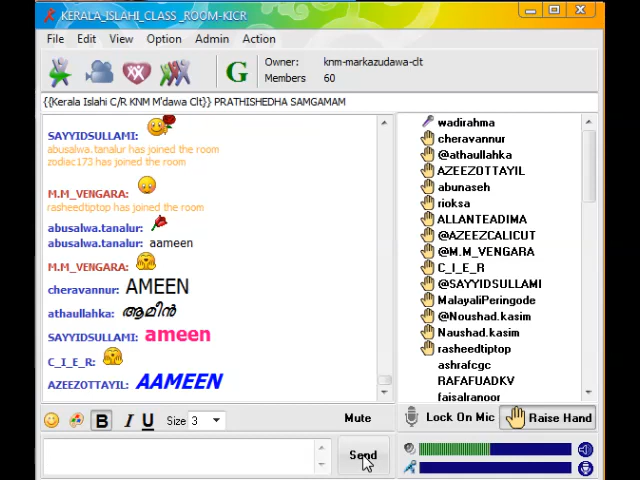 KERALA_ISLAHI_CLASS_ROOM-KICR
File Edit View Option Admin Action
G
Owner: knm-markazudawa-clt
Members 60
{{Kerala Islahi C/R KNM M'dawa Clt}} PRATHISHEDHA SAMGAMAM
SAYYIDSULLAMI:
abusalwa.tanalur has joined the room
zodiac173 has joined the room
M.M_VENGARA:
rasheedtiptop has joined the room
abusalwa.tanalur:
abusalwa.tanalur: aameen
M.M_VENGARA:
cheravannur: AMEEN
athaullahka: ആമീൻ
SAYYIDSULLAMI: ameen
C_I_E_R:
AZEEZOTTAYIL: AAMEEN
wadirahma
cheravannur
@athaullahka
AZEEZOTTAYIL
abunaseh
rioksa
ALLANTEADIMA
@AZEEZCALICUT
@M.M_VENGARA
C_I_E_R
@SAYYIDSULLAMI
MalayaliPeringode
@Noushad.kasim
Naushad.kasim
rasheedtiptop
ashrafcgc
RAFAFUADKV
faisalranoor
B I U Size 3 Mute
Lock On Mic Raise Hand
Send